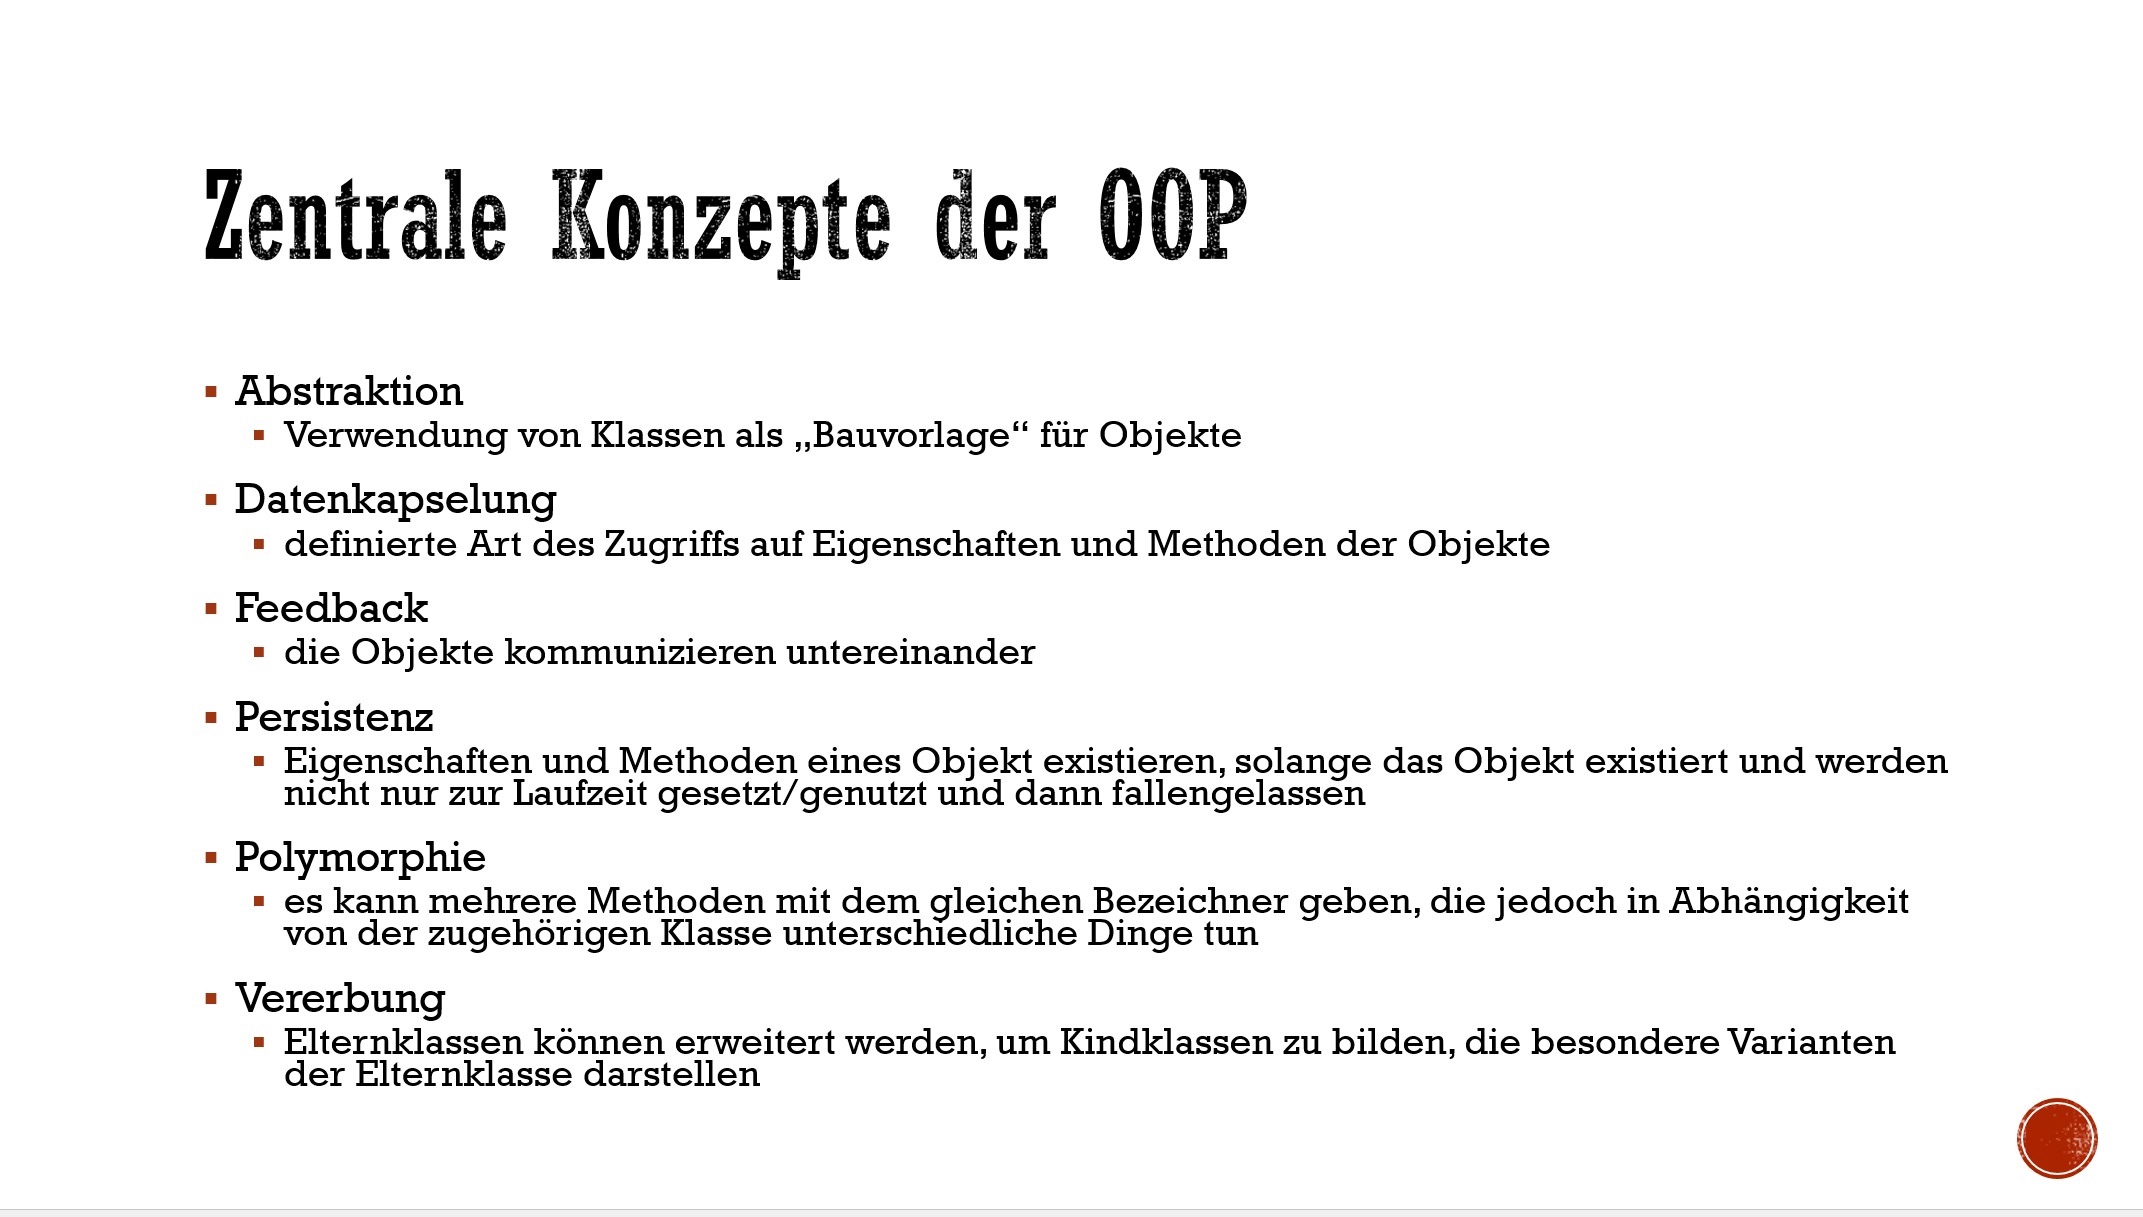 Zentrale Konzepte der OOP
▪ Abstraktion
▪ Verwendung von Klassen als „Bauvorlage“ für Objekte
▪ Datenkapselung
▪ definierte Art des Zugriffs auf Eigenschaften und Methoden der Objekte
▪ Feedback
▪ die Objekte kommunizieren untereinander
▪ Persistenz
▪ Eigenschaften und Methoden eines Objekt existieren, solange das Objekt existiert und werden
nicht nur zur Laufzeit gesetzt/genutzt und dann fallengelassen
▪ Polymorphie
▪ es kann mehrere Methoden mit dem gleichen Bezeichner geben, die jedoch in Abhängigkeit
von der zugehörigen Klasse unterschiedliche Dinge tun
▪ Vererbung
▪ Elternklassen können erweitert werden, um Kindklassen zu bilden, die besondere Varianten
der Elternklasse darstellen